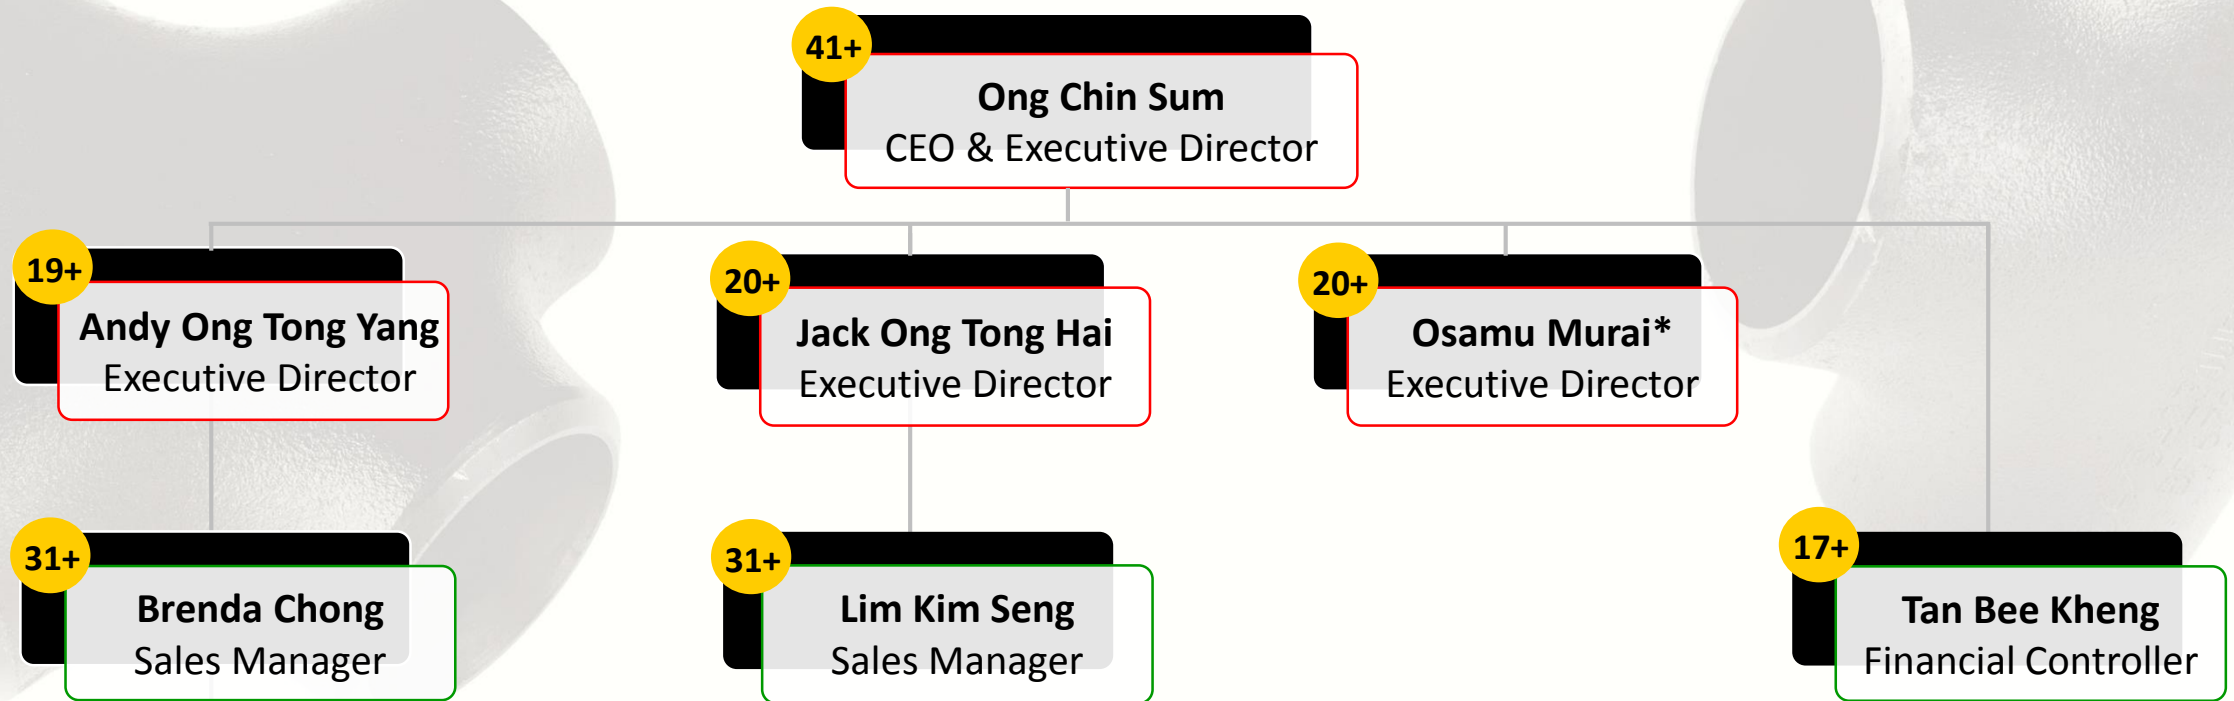 41+
Ong Chin Sum
CEO & Executive Director
19+
Andy Ong Tong Yang
Executive Director
20+
Jack Ong Tong Hai
Executive Director
20+
Osamu Murai*
Executive Director
31+
Brenda Chong
Sales Manager
31+
Lim Kim Seng
Sales Manager
17+
Tan Bee Kheng
Financial Controller